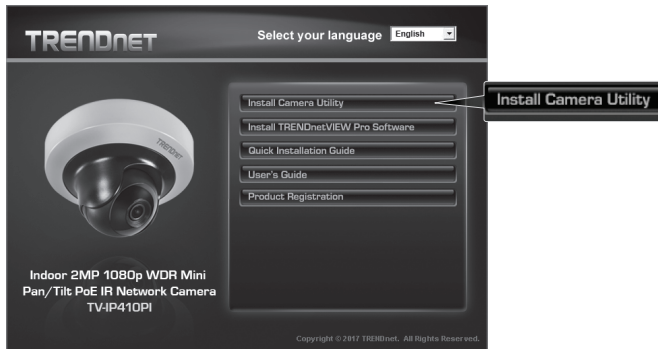 TRENDNET
Select your language English
Install Camera Utility
Install Camera Utility
Install TRENDnetVIEW Pro Software
Quick Installation Guide
User's Guide
Product Registration
TRENDNET
Indoor 2MP 1080p WDR Mini
Pan/Tilt PoE IR Network Camera
TV-IP410PI
Copyright © 2017 TRENDnet. All Rights Reserved.